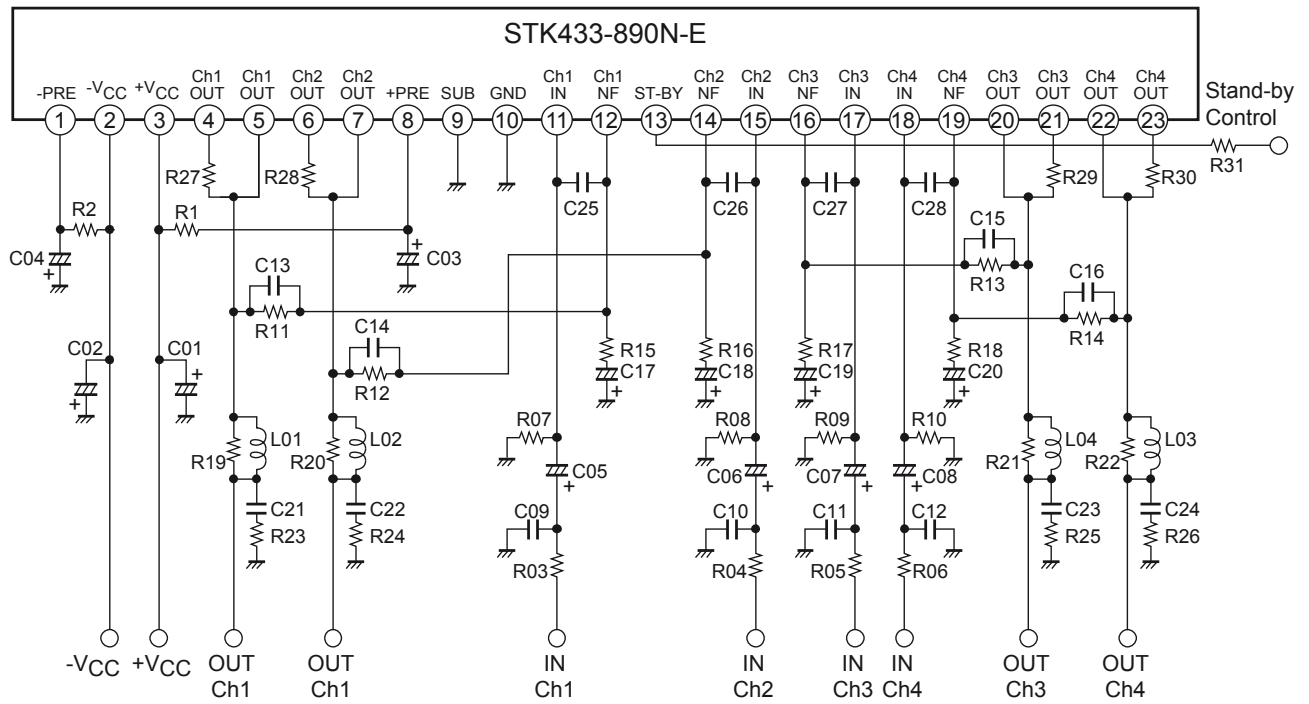 STK433-890N-E
-PRE
-VCC
+VCC
Ch1 OUT
Ch1 OUT
Ch2 OUT
Ch2 OUT
+PRE
SUB
GND
Ch1 IN
Ch1 NF
ST-BY
Ch2 NF
Ch2 IN
Ch3 NF
Ch3 IN
Ch4 IN
Ch4 NF
Ch3 OUT
Ch3 OUT
Ch4 OUT
Ch4 OUT
Stand-by
Control
1 2 3 4 5 6 7 8 9 10 11 12 13 14 15 16 17 18 19 20 21 22 23
R31
R27 R28 R29 R30
C25 C26 C27 C28
R2 R1
C04 + + C03
C15
R13
C13
R11
C16
R14
C14
R12
C02 + C01 +
R15
C17 +
R16
C18 +
R17
C19 +
R18
C20 +
R07 R08 R09 R10
R19 L01 R20 L02
C05 + C06 + C07 + C08 +
R21 L04 R22 L03
C21 C22 C09 C10 C11 C12 C23 C24
R23 R24 R25 R26
R03 R04 R05 R06
-VCC
+VCC
OUT
Ch1
OUT
Ch1
IN
Ch1
IN
Ch2
IN
Ch3
IN
Ch4
OUT
Ch3
OUT
Ch4